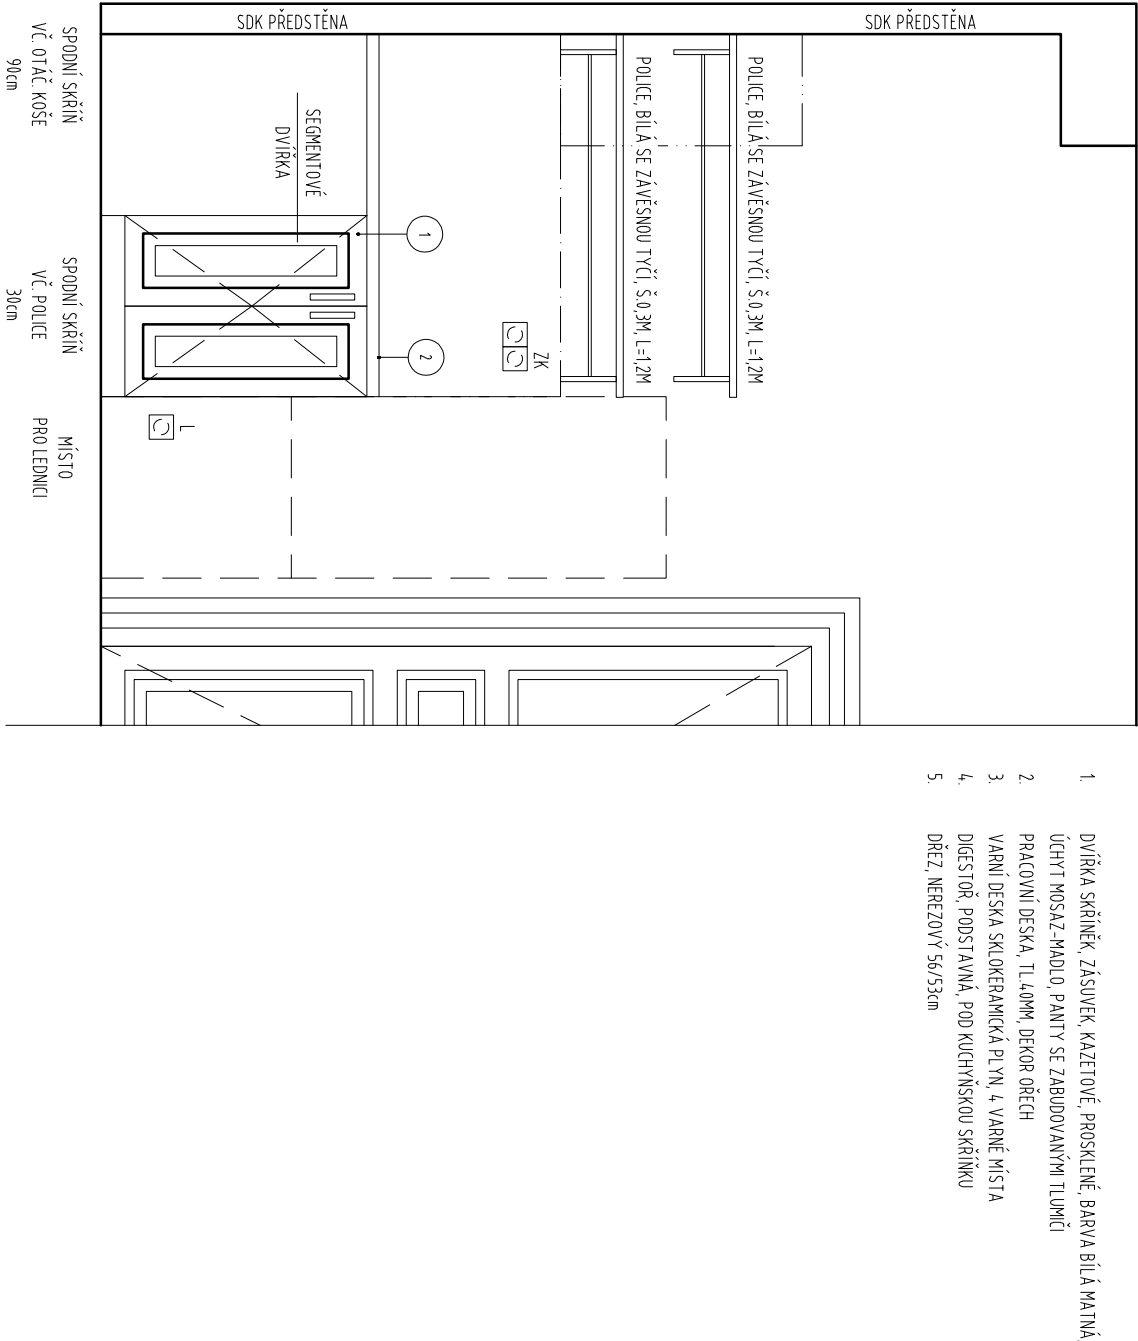 SDK PŘEDSTĚNA
SDK PŘEDSTĚNA
POLICE, BÍLÁ SE ZÁVĚSNOU TYČÍ, Š.0,3M, L=1,2M
POLICE, BÍLÁ SE ZÁVĚSNOU TYČÍ, Š.0,3M, L=1,2M
ZK
1
2
SEGMENTOVÉ
DVÍŘKA
L
SPODNÍ SKŘÍŇ
VČ. OTÁČ. KOŠE
90cm
SPODNÍ SKŘÍŇ
VČ. POLICE
30cm
MÍSTO
PRO LEDNICI
1. DVÍŘKA SKŘÍNĚK, ZÁSUVEK, KAZETOVÉ, PROSKLENÉ, BARVA BÍLÁ MATNÁ,
ÚCHYT MOSAZ-MADLO, PANTY SE ZABUDOVANÝMI TLUMIČI
2. PRACOVNÍ DESKA, TL.40MM, DEKOR OŘECH
3. VARNÍ DESKA SKLOKERAMICKÁ PLYN, 4 VARNÉ MÍSTA
4. DIGESTOŘ, PODSTAVNÁ, POD KUCHYŇSKOU SKŘÍŇKU
5. DŘEZ, NEREZOVÝ 56/53cm